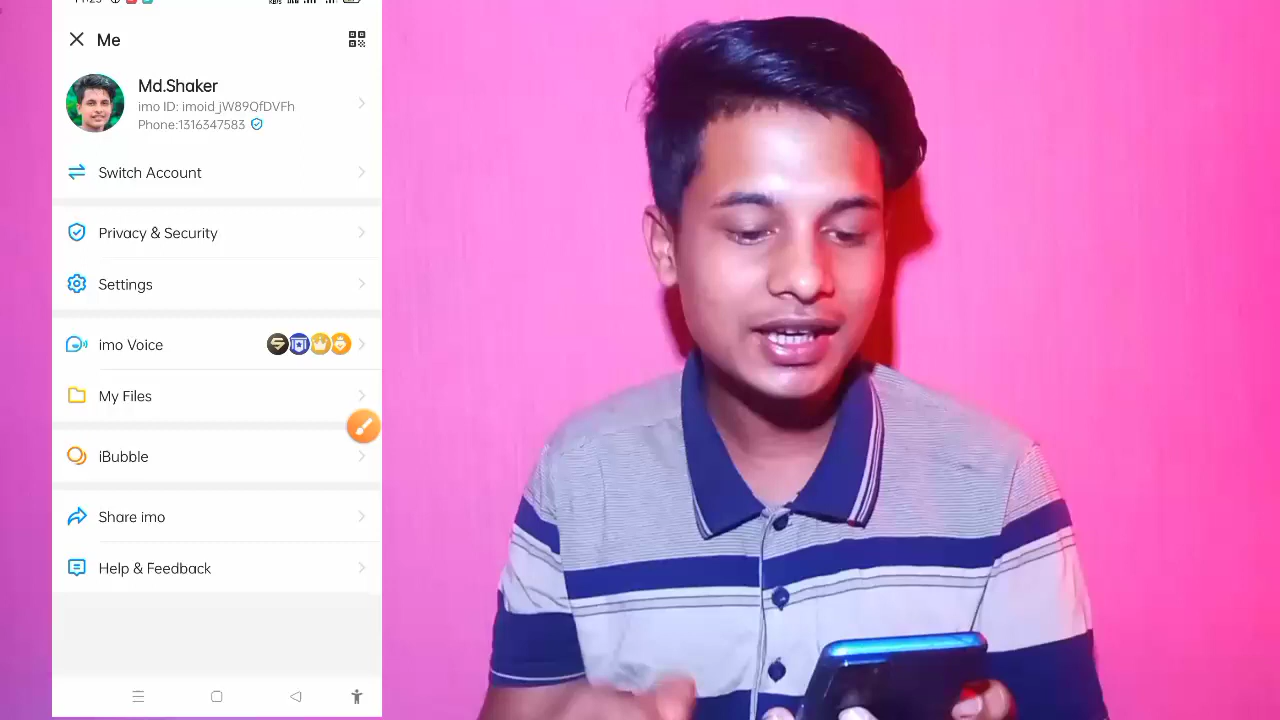 Me
Md.Shaker
imo ID: imoid_jW89QfDVFh
Phone:1316347583
Switch Account
Privacy & Security
Settings
imo Voice
My Files
iBubble
Share imo
Help & Feedback